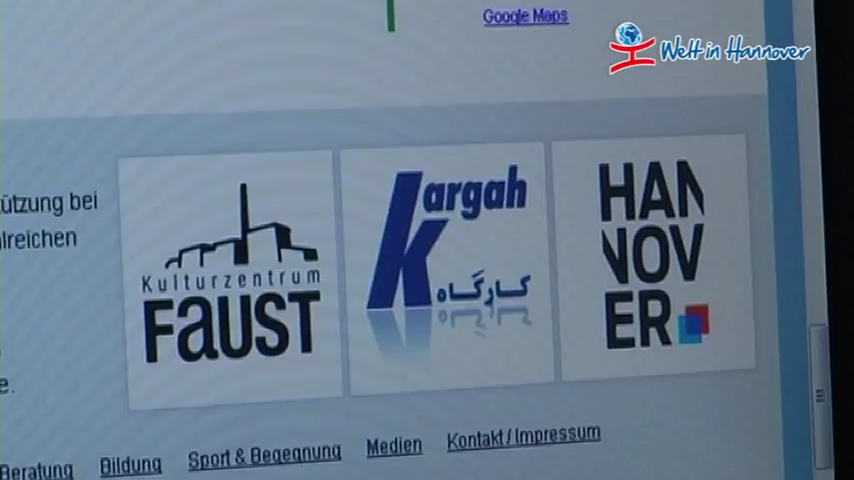 Google Maps
Welt in Hannover
tützung bei
lreichen
Kulturzentrum
FAUST
kargah
کارگاه
HAN
NOV
ER
e.
Beratung Bildung Sport & Begegnung Medien Kontakt / Impressum